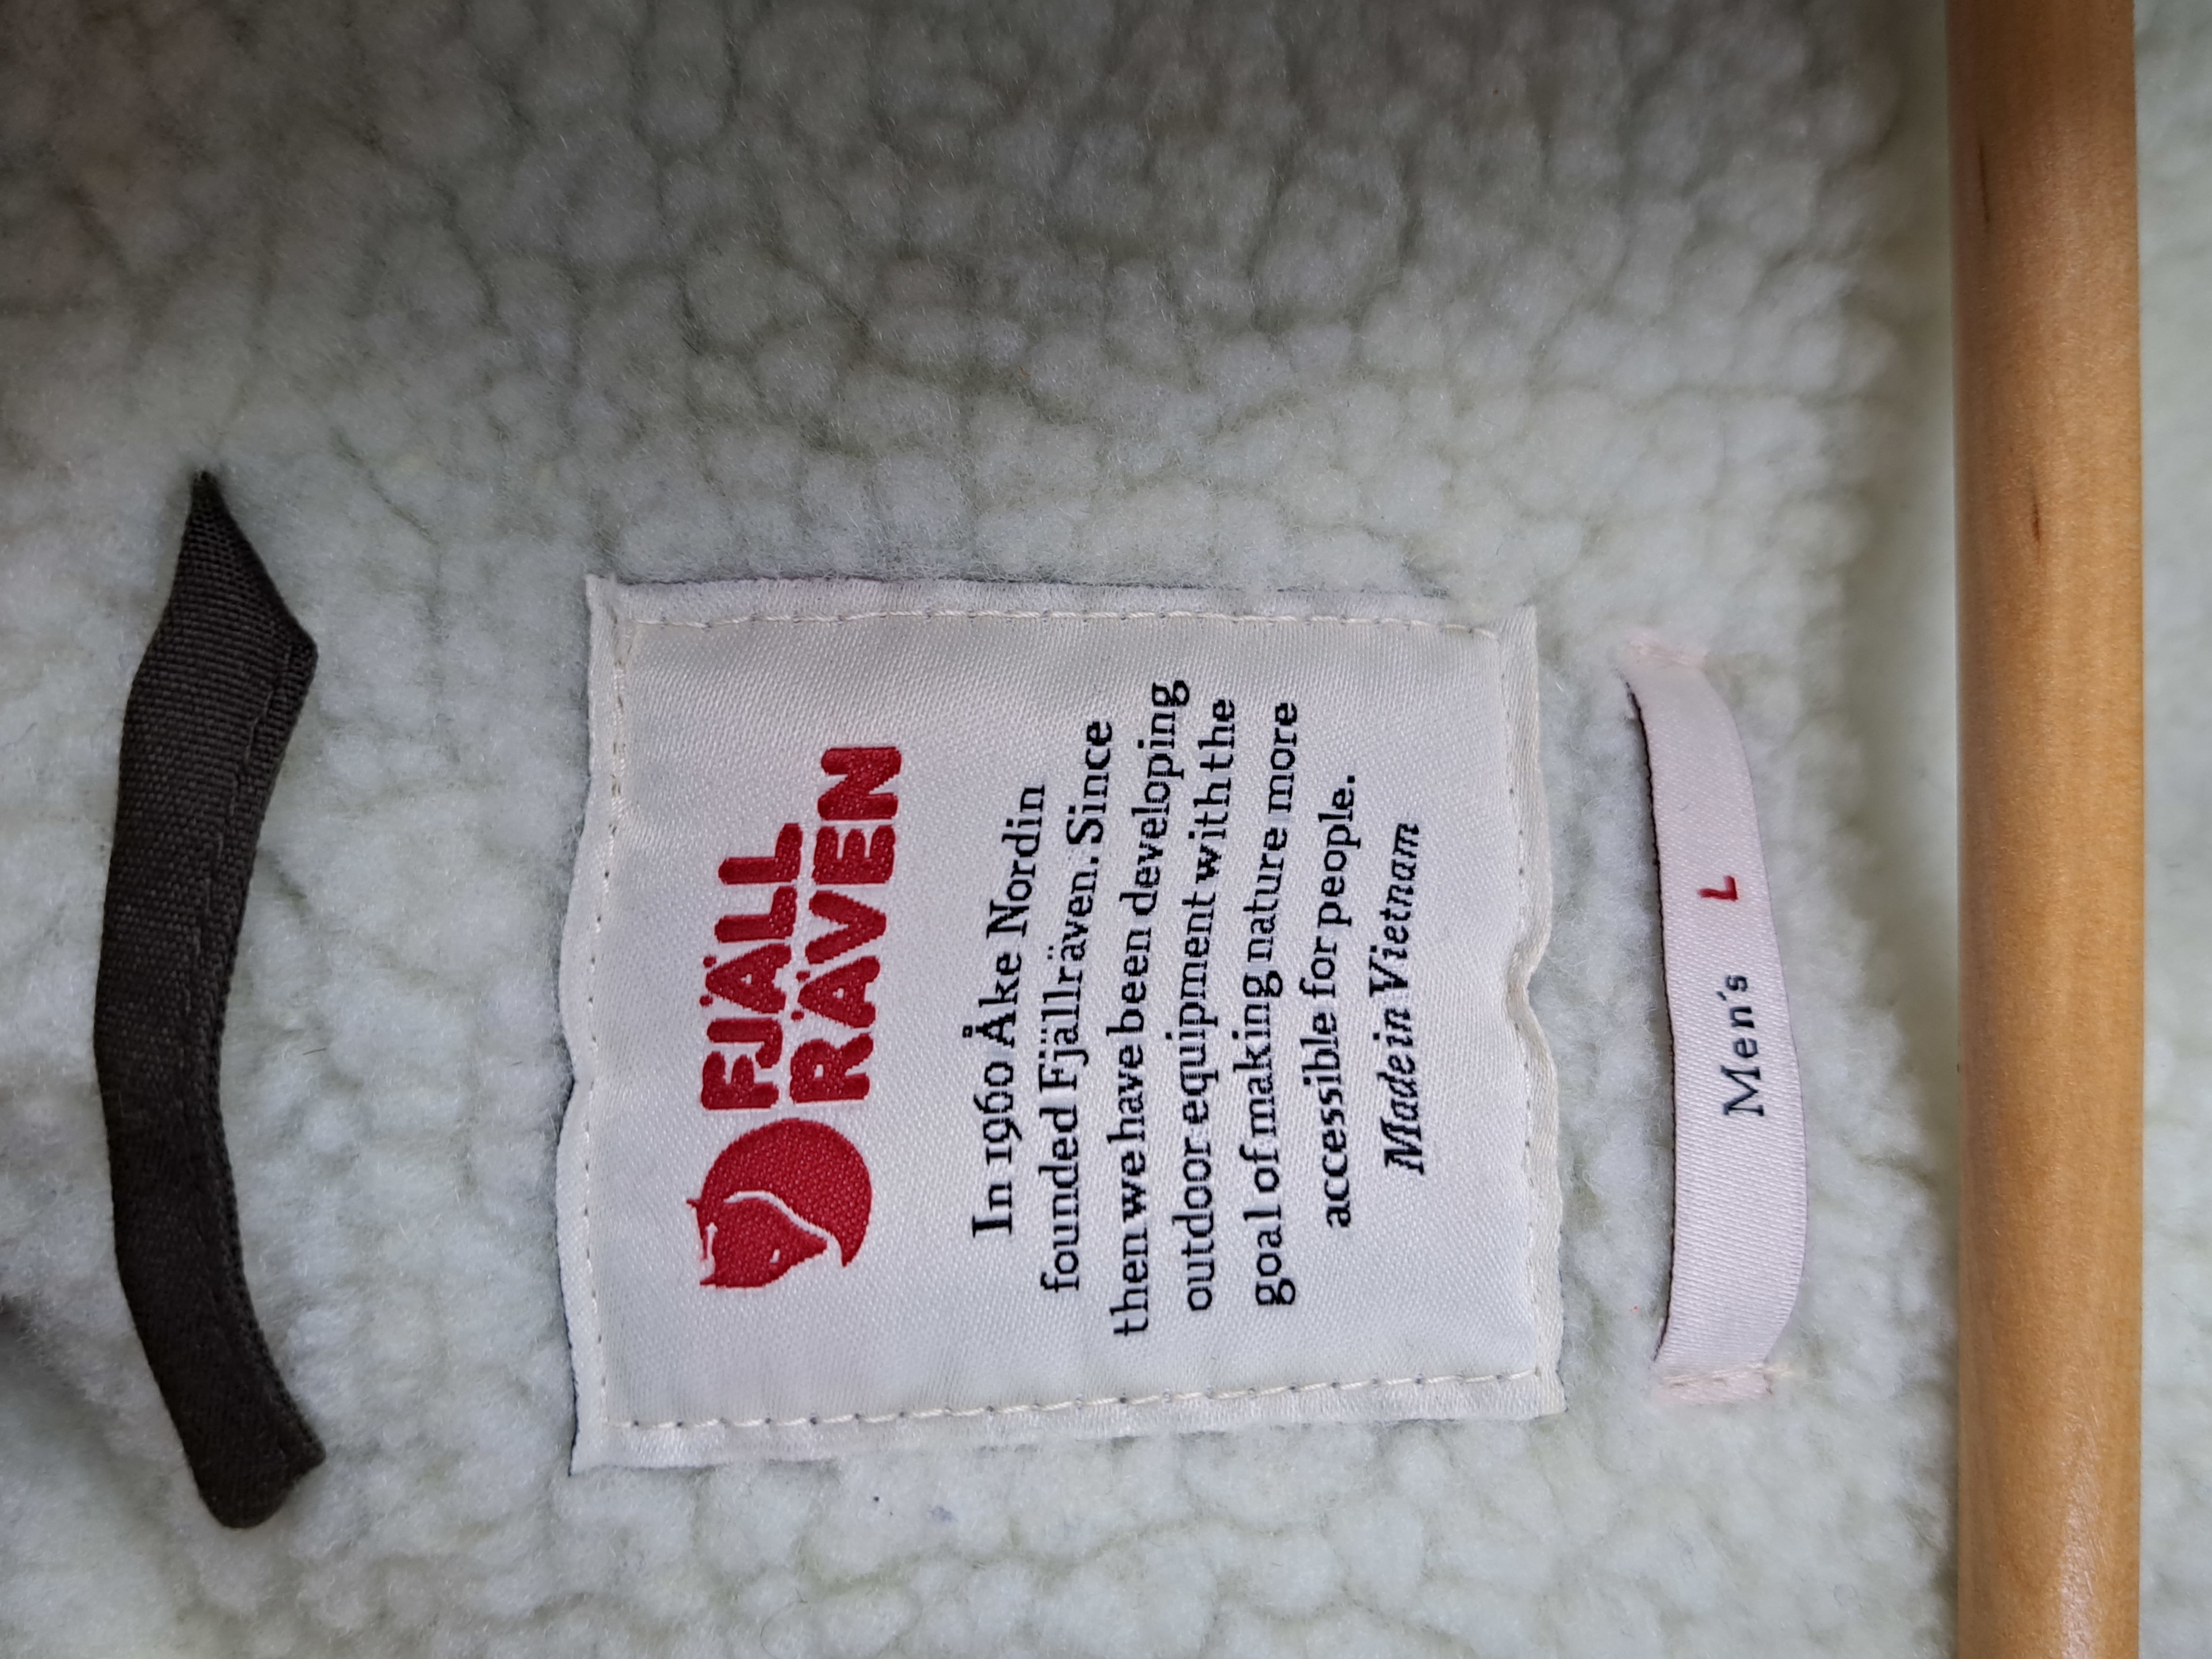 FJÄLL
RÄVEN
In 1960 Åke Nordin
founded Fjällräven. Since
then we have been developing
outdoor equipment with the
goal of making nature more
accessible for people.
Made in Vietnam
Men´s L